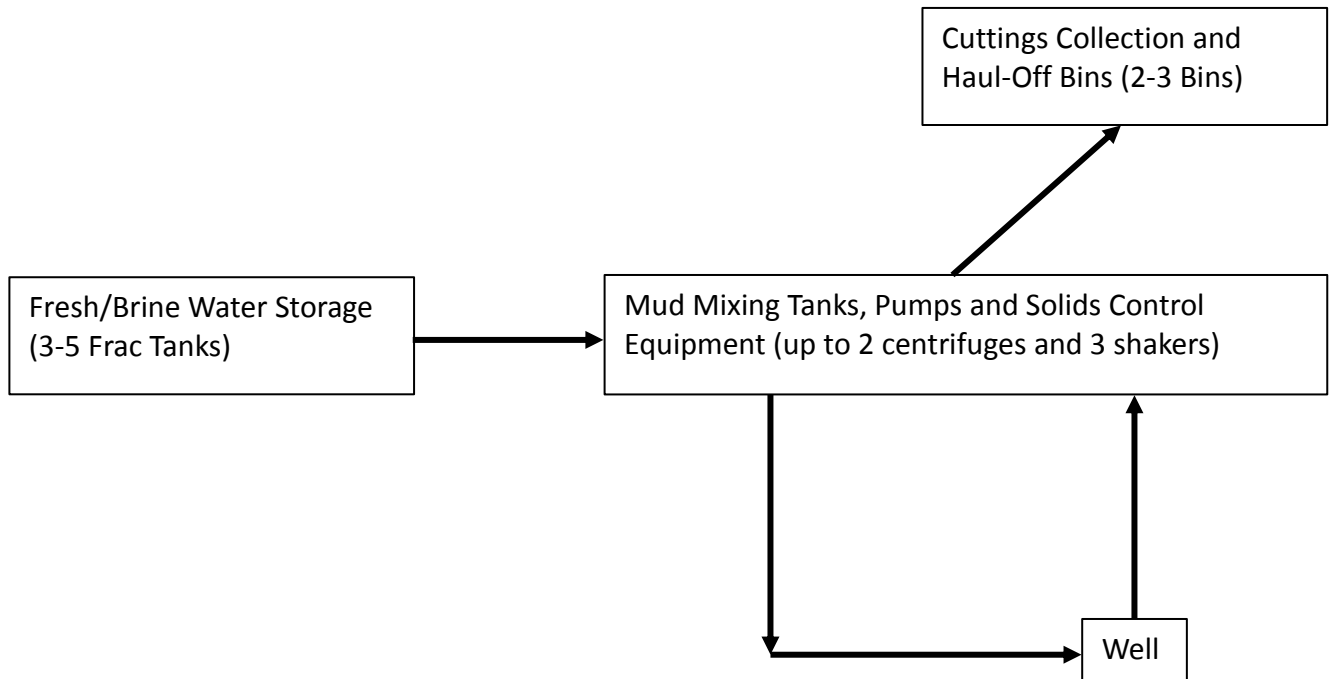 Cuttings Collection and
Haul-Off Bins (2-3 Bins)
Fresh/Brine Water Storage
(3-5 Frac Tanks)
Mud Mixing Tanks, Pumps and Solids Control
Equipment (up to 2 centrifuges and 3 shakers)
Well